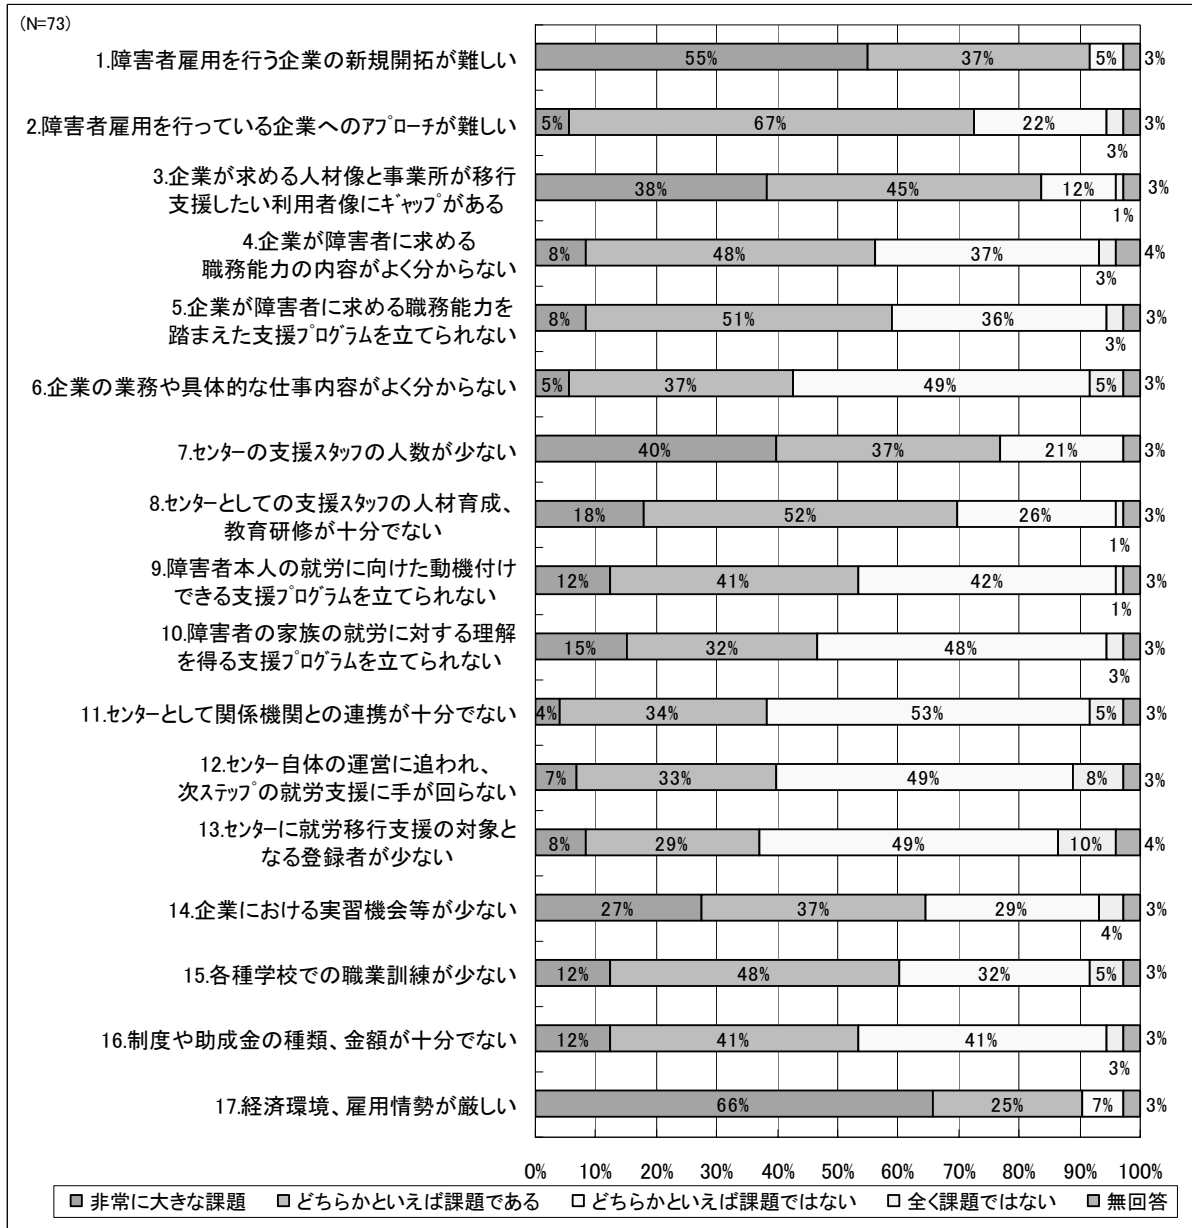 (N=73)
1.障害者雇用を行う企業の新規開拓が難しい
55% 37% 5% 3%
2.障害者雇用を行っている企業へのアプローチが難しい
5% 67% 22% 3%
3%
3.企業が求める人材像と事業所が移行
支援したい利用者像にギャップがある
38% 45% 12% 3%
1%
4.企業が障害者に求める
職務能力の内容がよく分からない
8% 48% 37% 4%
3%
5.企業が障害者に求める職務能力を
踏まえた支援プログラムを立てられない
8% 51% 36% 3%
3%
6.企業の業務や具体的な仕事内容がよく分からない
5% 37% 49% 5% 3%
7.センターの支援スタッフの人数が少ない
40% 37% 21% 3%
8.センターとしての支援スタッフの人材育成、
教育研修が十分でない
18% 52% 26% 3%
1%
9.障害者本人の就労に向けた動機付け
できる支援プログラムを立てられない
12% 41% 42% 3%
1%
10.障害者の家族の就労に対する理解
を得る支援プログラムを立てられない
15% 32% 48% 3%
3%
11.センターとして関係機関との連携が十分でない
4% 34% 53% 5% 3%
12.センター自体の運営に追われ、
次ステップの就労支援に手が回らない
7% 33% 49% 8% 3%
13.センターに就労移行支援の対象と
なる登録者が少ない
8% 29% 49% 10% 4%
14.企業における実習機会等が少ない
27% 37% 29% 3%
4%
15.各種学校での職業訓練が少ない
12% 48% 32% 5% 3%
16.制度や助成金の種類、金額が十分でない
12% 41% 41% 3%
3%
17.経済環境、雇用情勢が厳しい
66% 25% 7% 3%
0% 10% 20% 30% 40% 50% 60% 70% 80% 90% 100%
非常に大きな課題 どちらかといえば課題である どちらかといえば課題ではない 全く課題ではない 無回答